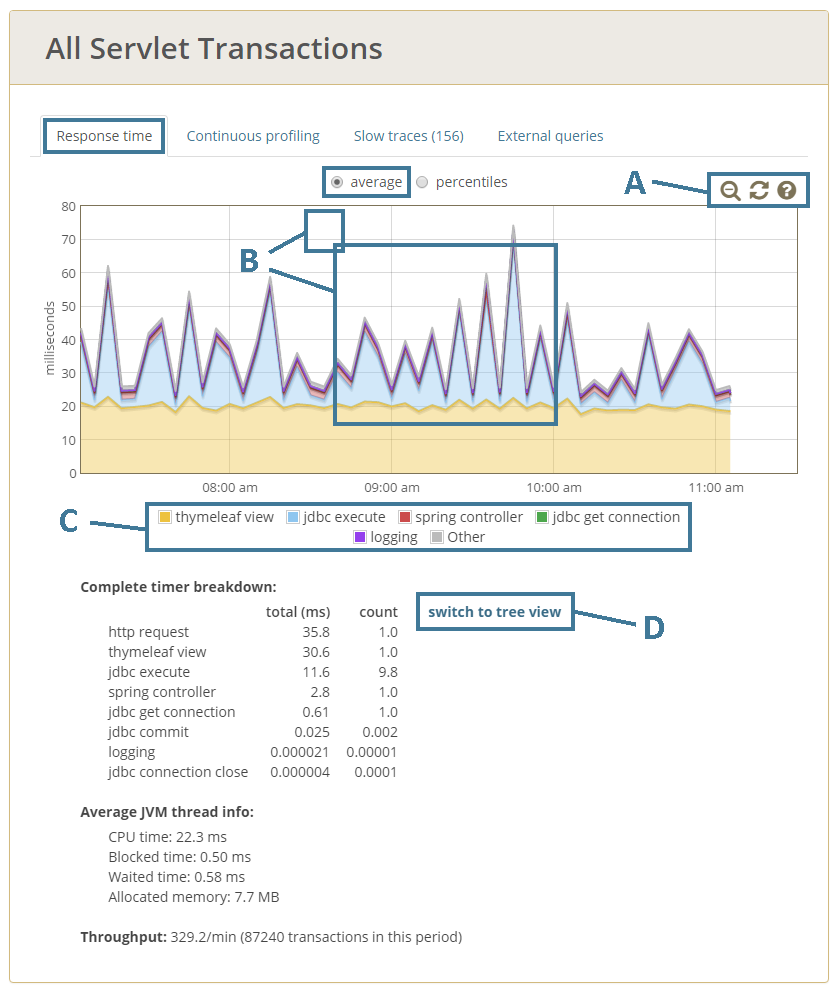 All Servlet Transactions
Response time Continuous profiling Slow traces (156) External queries
average percentiles
A
80
70
60
50
40
30
20
10
0
milliseconds
B
08:00 am 09:00 am 10:00 am 11:00 am
C
thymeleaf view jdbc execute spring controller jdbc get connection
logging Other
Complete timer breakdown:
total (ms) count switch to tree view
D
http request 35.8 1.0
thymeleaf view 30.6 1.0
jdbc execute 11.6 9.8
spring controller 2.8 1.0
jdbc get connection 0.61 1.0
jdbc commit 0.025 0.002
logging 0.000021 0.00001
jdbc connection close 0.000004 0.0001
Average JVM thread info:
CPU time: 22.3 ms
Blocked time: 0.50 ms
Waited time: 0.58 ms
Allocated memory: 7.7 MB
Throughput: 329.2/min (87240 transactions in this period)